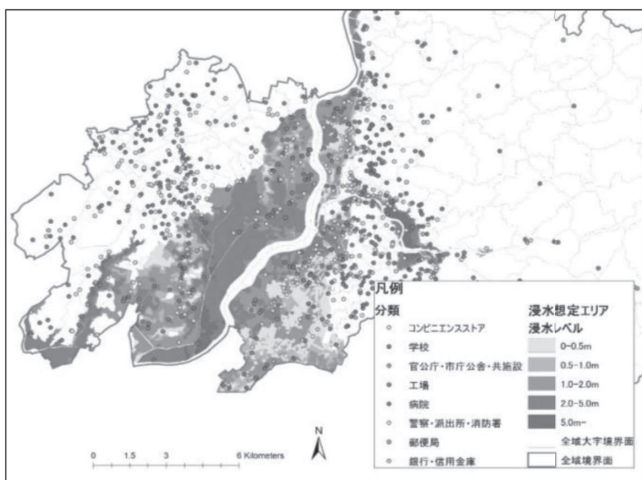 凡例
分類
コンビニエンスストア
学校
官公庁・市庁公舎・共施設
工場
病院
警察・派出所・消防署
郵便局
銀行・信用金庫
浸水想定エリア
浸水レベル
0-0.5m
0.5-1.0m
1.0-2.0m
2.0-5.0m
5.0m-
全域大字境界面
全域境界面
0 1.5 3 6 Kilometers
N